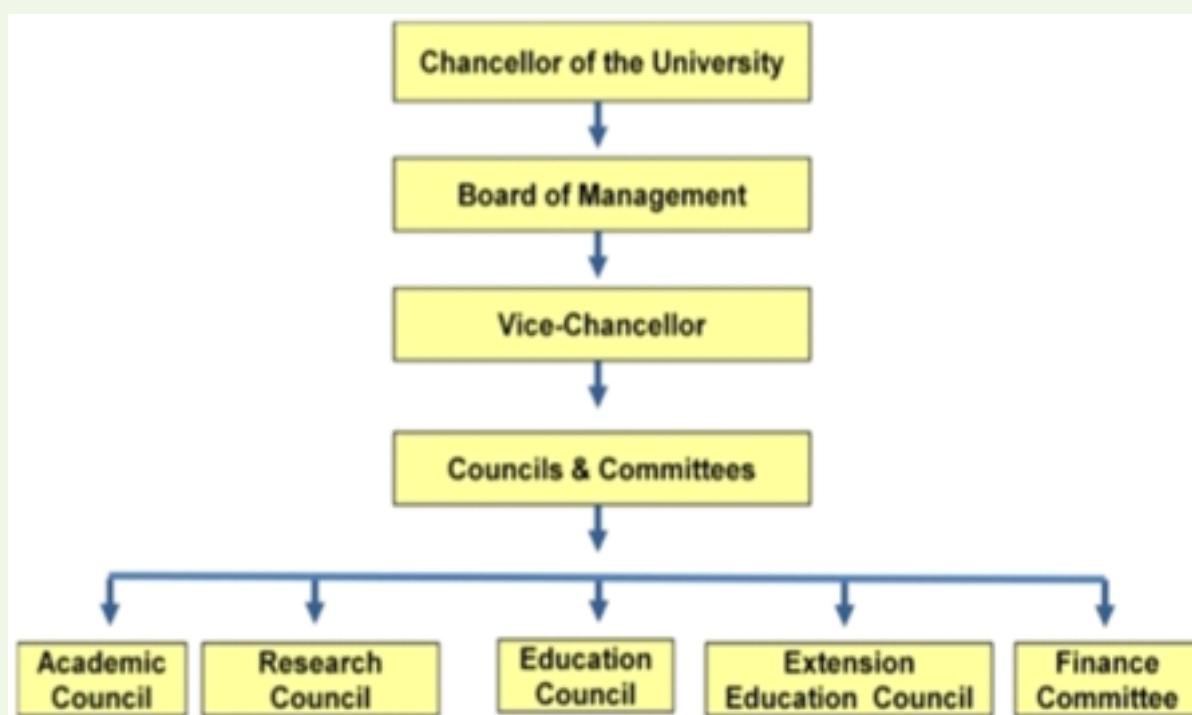 Chancellor of the University
Board of Management
Vice-Chancellor
Councils & Committees
Academic
Council
Research
Council
Education
Council
Extension
Education Council
Finance
Committee